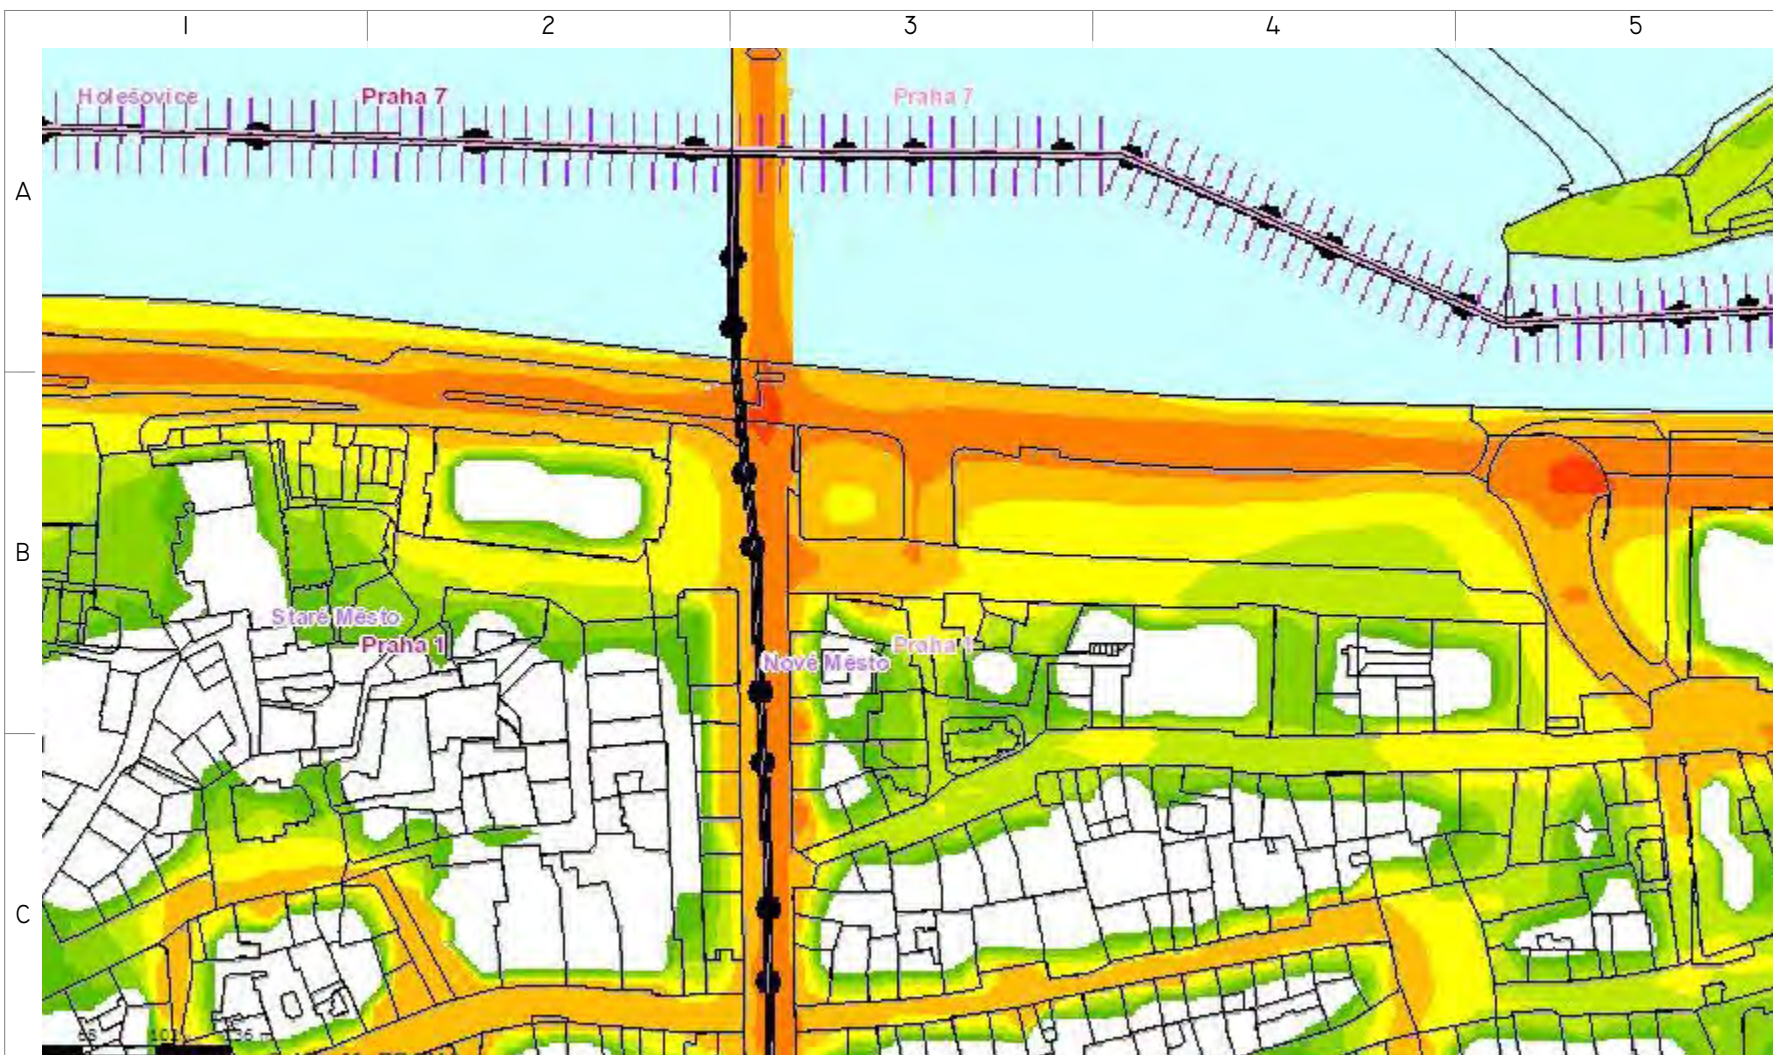 1 2 3 4 5
Holešovice Praha 7 Praha 7
A
B
Staré Město
Praha 1 Praha 1
Nové Město
C